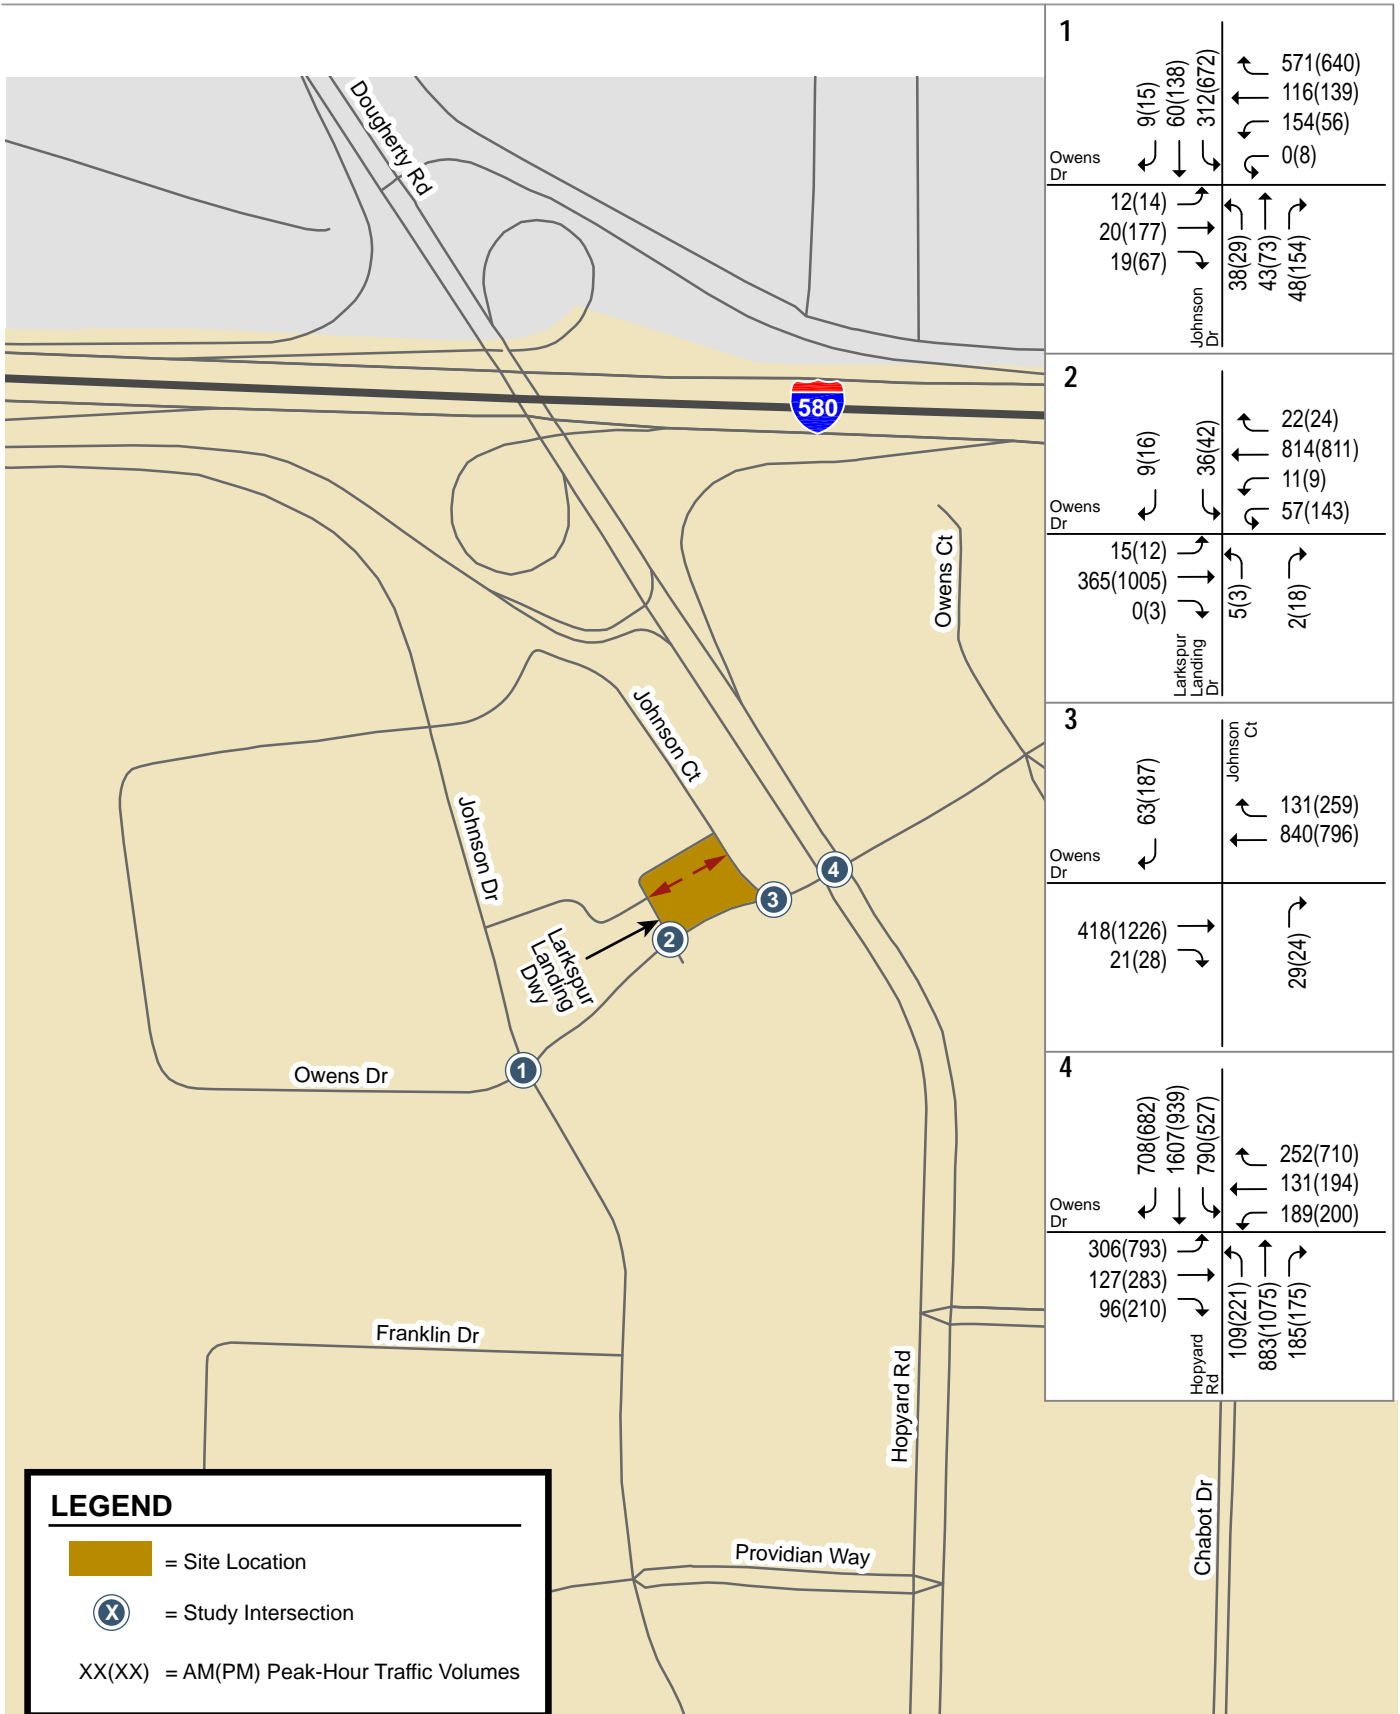 Dougherty Rd
580
Owens Ct
Johnson Ct
Johnson Dr
4
3
2
Larkspur
Landing
Dwy
1
Owens Dr
Franklin Dr
Hopyard Rd
Chabot Dr
Providian Way
LEGEND
= Site Location
X = Study Intersection
XX(XX) = AM(PM) Peak-Hour Traffic Volumes
1
9(15)
60(138)
312(672)
571(640)
116(139)
154(56)
0(8)
Owens
Dr
12(14)
20(177)
19(67)
38(29)
43(73)
48(154)
Johnson
Dr
2
9(16)
36(42)
22(24)
814(811)
11(9)
57(143)
Owens
Dr
15(12)
365(1005)
0(3)
5(3)
2(18)
Larkspur
Landing
Dr
3
Johnson
Ct
63(187)
131(259)
840(796)
Owens
Dr
418(1226)
21(28)
29(24)
4
708(682)
1607(939)
790(527)
252(710)
131(194)
189(200)
Owens
Dr
306(793)
127(283)
96(210)
109(221)
883(1075)
185(175)
Hopyard
Rd